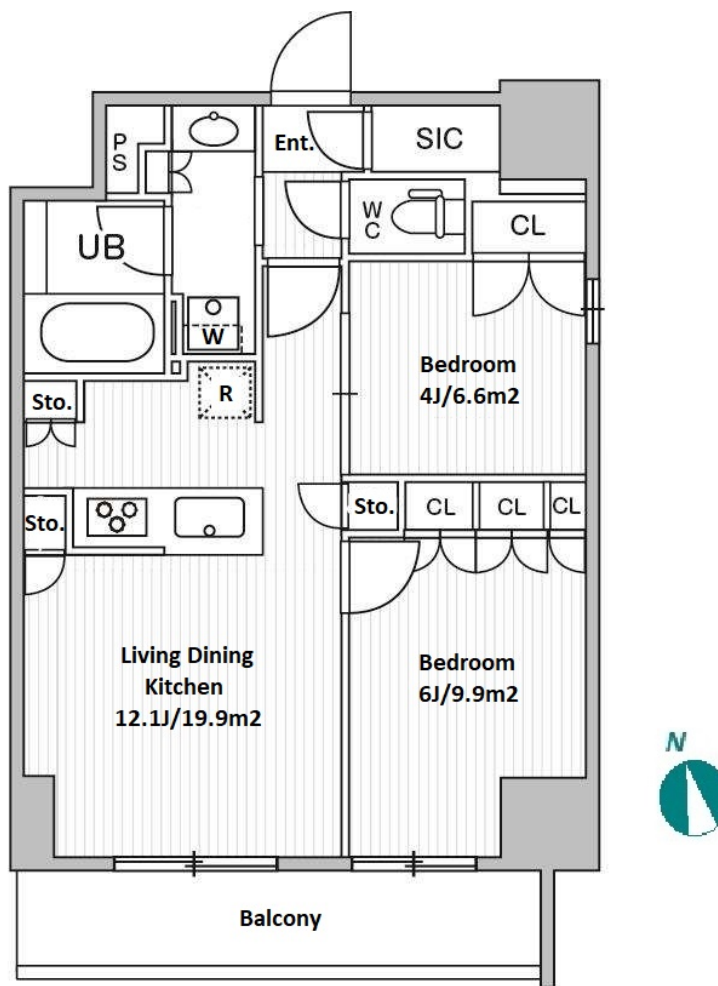 P
S
Ent.
SIC
W
C
CL
UB
W
Bedroom
4J/6.6m2
R
Sto.
Sto.
CL
CL
CL
Sto.
Living Dining
Kitchen
12.1J/19.9m2
Bedroom
6J/9.9m2
N
Balcony